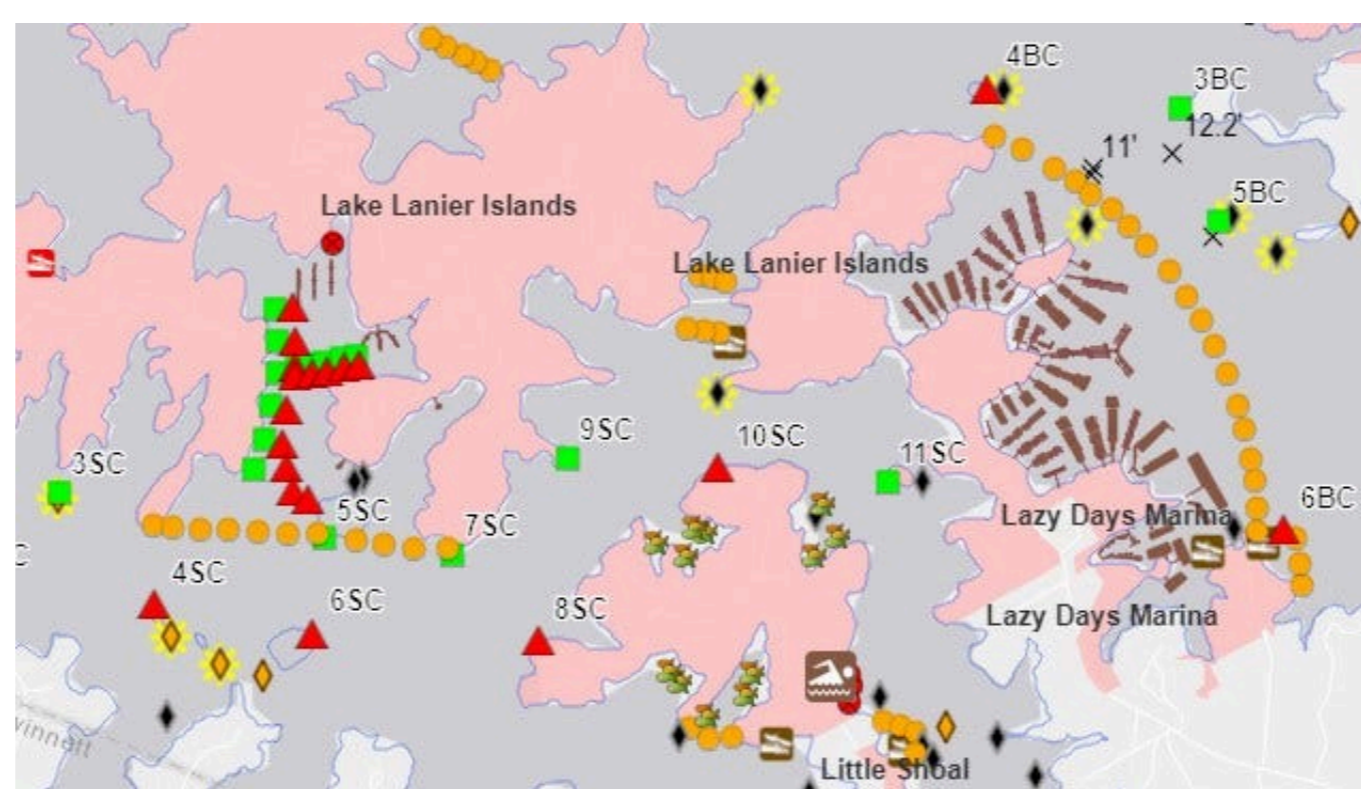 4BC
3BC
12.2'
11'
5BC
Lake Lanier Islands
Lake Lanier Islands
9SC
10SC
11SC
3SC
5SC
7SC
6BC
Lazy Days Marina
C
4SC
6SC
8SC
Lazy Days Marina
winnett
Little Shoal